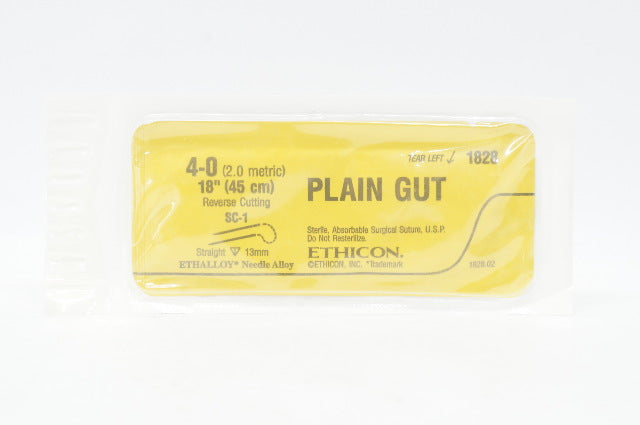 TEAR LEFT 1828
4-0 (2.0 metric)
18" (45 cm)
Reverse Cutting
SC-1
Straight 13mm
ETHALLOY* Needle Alloy
PLAIN GUT
Sterile, Absorbable Surgical Suture, U.S.P.
Do Not Resterilize.
ETHICON.
©ETHICON, INC. *Trademark
1828-02